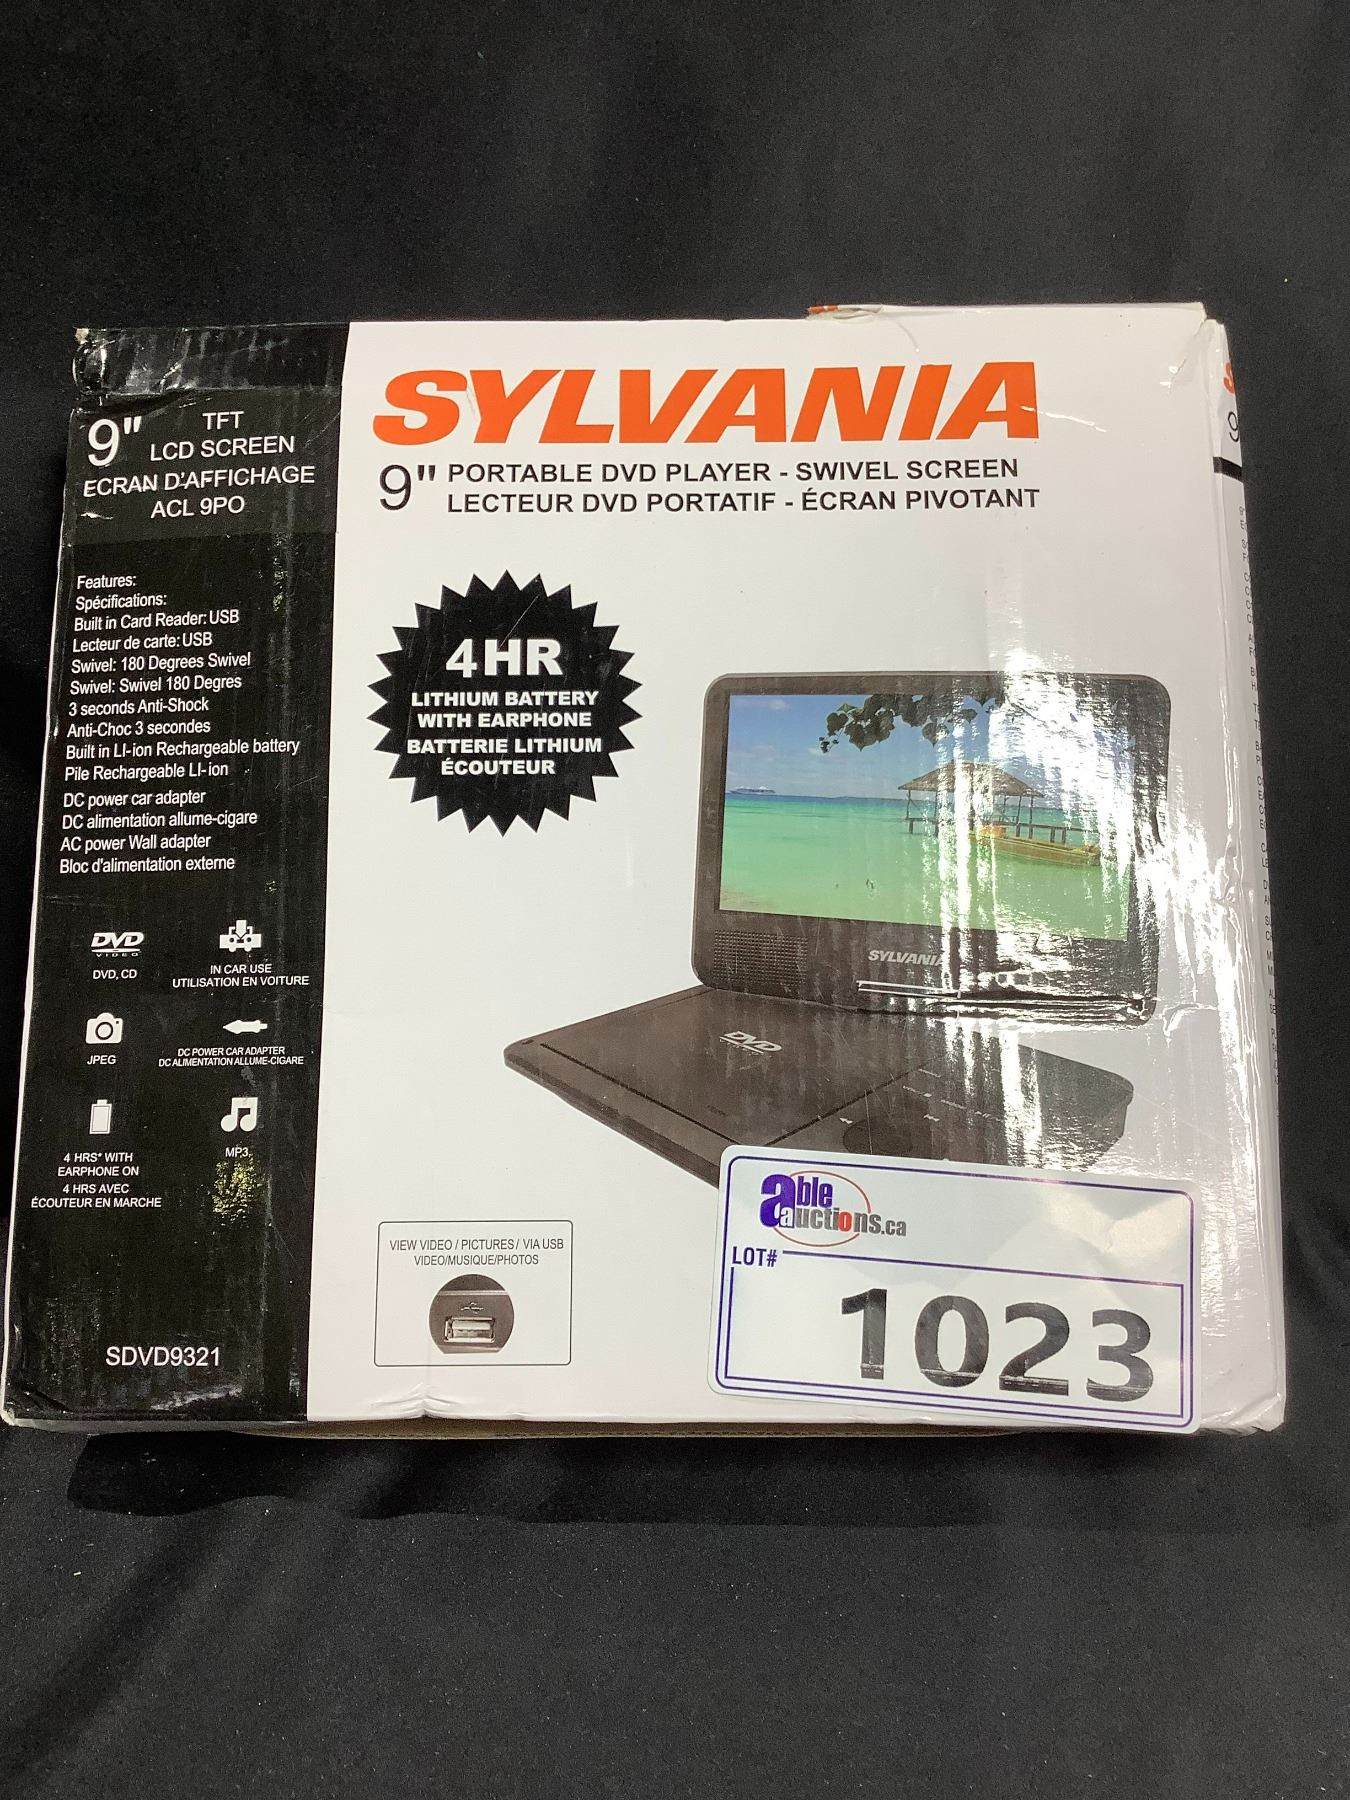 9" TFT
LCD SCREEN
ECRAN D'AFFICHAGE
ACL 9PO
Features:
Spécifications:
Built in Card Reader: USB
Lecteur de carte: USB
Swivel: 180 Degrees Swivel
Swivel: Swivel 180 Degres
3 seconds Anti-Shock
Anti-Choc 3 secondes
Built in LI-ion Rechargeable battery
Pile Rechargeable LI-ion
DC power car adapter
DC alimentation allume-cigare
AC power Wall adapter
Bloc d'alimentation externe
DVD
VIDEO
DVD, CD
IN CAR USE
UTILISATION EN VOITURE
JPEG
DC POWER CAR ADAPTER
DC ALIMENTATION ALLUME-CIGARE
4 HRS* WITH
EARPHONE ON
4 HRS AVEC
ÉCOUTEUR EN MARCHE
MP3
SDVD9321
SYLVANIA
9" PORTABLE DVD PLAYER - SWIVEL SCREEN
LECTEUR DVD PORTATIF - ÉCRAN PIVOTANT
4HR
LITHIUM BATTERY
WITH EARPHONE
BATTERIE LITHIUM
ÉCOUTEUR
SYLVANIA
DVD
VIEW VIDEO / PICTURES / VIA USB
VIDEO/MUSIQUE/PHOTOS
able
auctions.ca
LOT#
1023